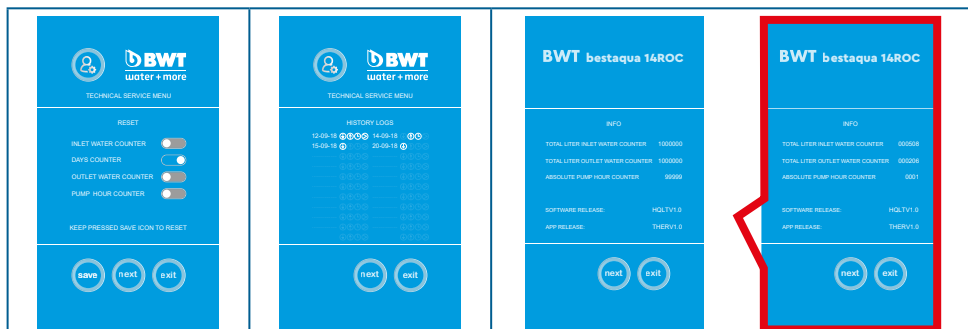 BWT
water+more
TECHNICAL SERVICE MENU
RESET
INLET WATER COUNTER
DAYS COUNTER
OUTLET WATER COUNTER
PUMP HOUR COUNTER
KEEP PRESSED SAVE ICON TO RESET
save next exit
BWT
water+more
TECHNICAL SERVICE MENU
HISTORY LOGS
12-09-18 14-09-18
15-09-18 20-09-18
next exit
BWT bestaqua 14ROC
INFO
TOTAL LITER INLET WATER COUNTER 1000000
TOTAL LITER OUTLET WATER COUNTER 1000000
ABSOLUTE PUMP HOUR COUNTER 99999
SOFTWARE RELEASE: HQLTV1.0
APP RELEASE: THERV1.0
next exit
BWT bestaqua 14ROC
INFO
TOTAL LITER INLET WATER COUNTER 000508
TOTAL LITER OUTLET WATER COUNTER 000206
ABSOLUTE PUMP HOUR COUNTER 0001
SOFTWARE RELEASE: HQLTV1.0
APP RELEASE: THERV1.0
next exit